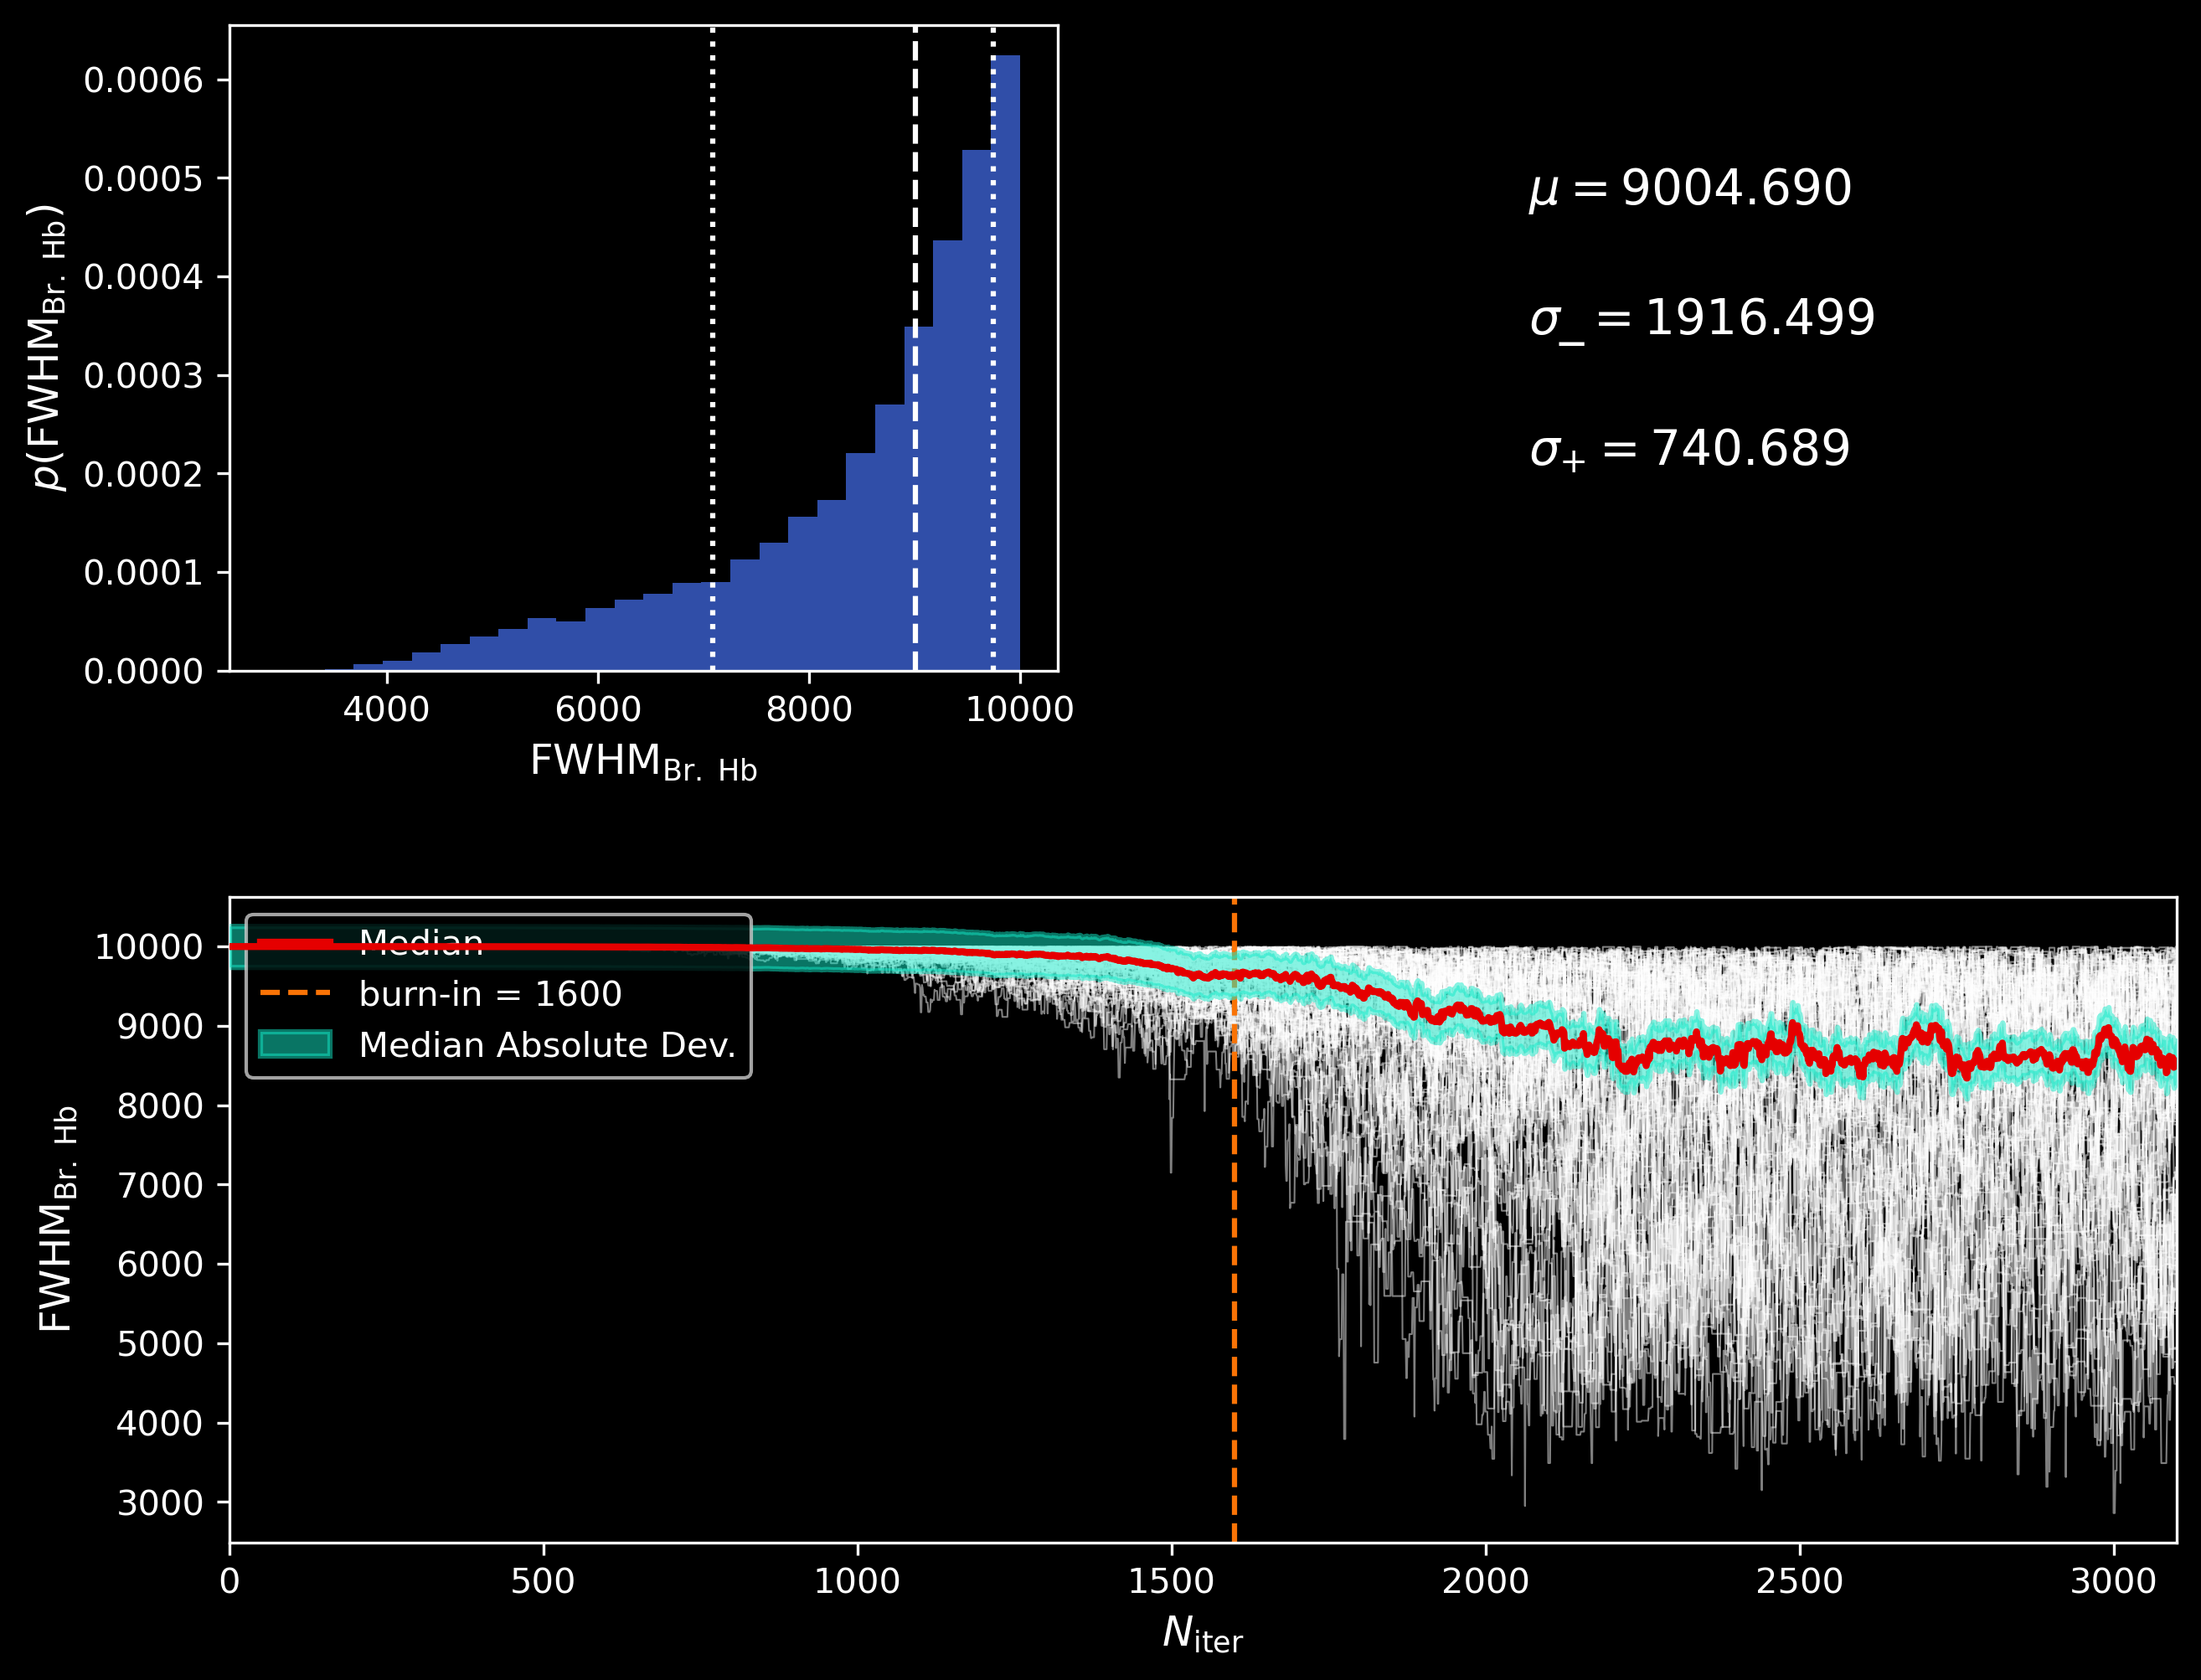 0.0006
0.0005
0.0004
0.0003
0.0002
0.0001
0.0000
p(FWHM_Br. Hb)
4000 6000 8000 10000
FWHM_Br. Hb
μ = 9004.690
σ_− = 1916.499
σ_+ = 740.689
10000
9000
8000
7000
6000
5000
4000
3000
FWHM_Br. Hb
Median
burn-in = 1600
Median Absolute Dev.
0 500 1000 1500 2000 2500 3000
N_iter